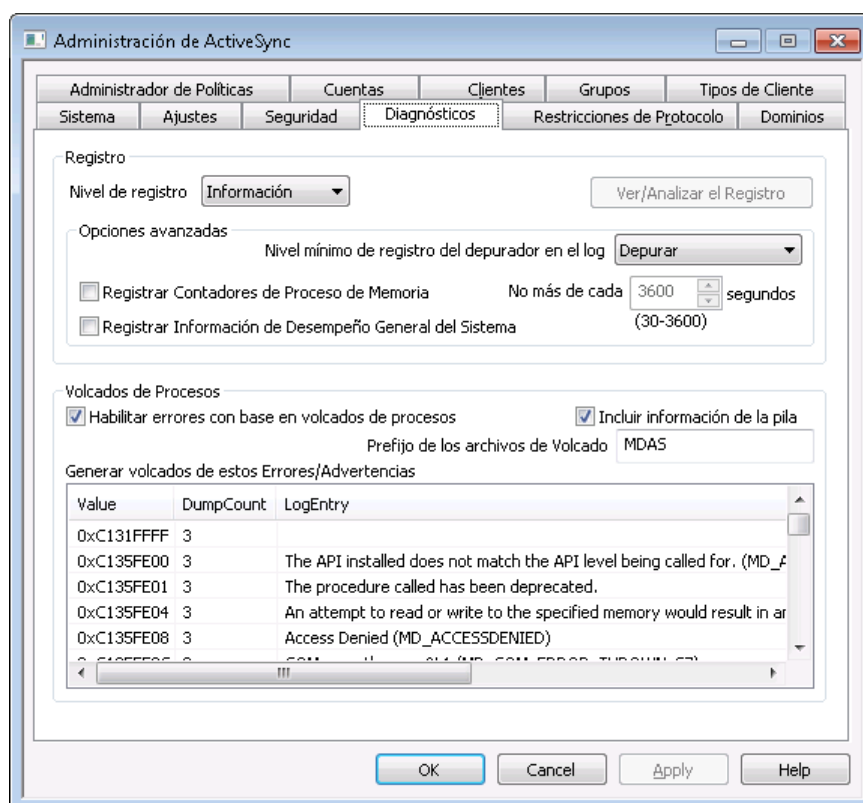 Administración de ActiveSync
Administrador de Políticas Cuentas Clientes Grupos Tipos de Cliente
Sistema Ajustes Seguridad Diagnósticos Restricciones de Protocolo Dominios
Registro
Nivel de registro Información Ver/Analizar el Registro
Opciones avanzadas
Nivel mínimo de registro del depurador en el log Depurar
Registrar Contadores de Proceso de Memoria No más de cada 3600 segundos
Registrar Información de Desempeño General del Sistema (30-3600)
Volcados de Procesos
Habilitar errores con base en volcados de procesos Incluir información de la pila
Prefijo de los archivos de Volcado MDAS
Generar volcados de estos Errores/Advertencias
Value DumpCount LogEntry
0xC131FFFF 3
0xC135FE00 3 The API installed does not match the API level being called for. (MD_A
0xC135FE01 3 The procedure called has been deprecated.
0xC135FE04 3 An attempt to read or write to the specified memory would result in an
0xC135FE08 3 Access Denied (MD_ACCESSDENIED)
OK Cancel Apply Help